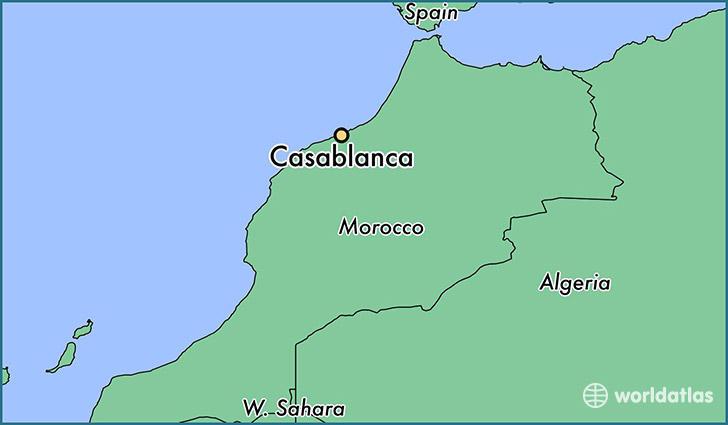 Spain
Casablanca
Morocco
Algeria
W. Sahara
worldatlas